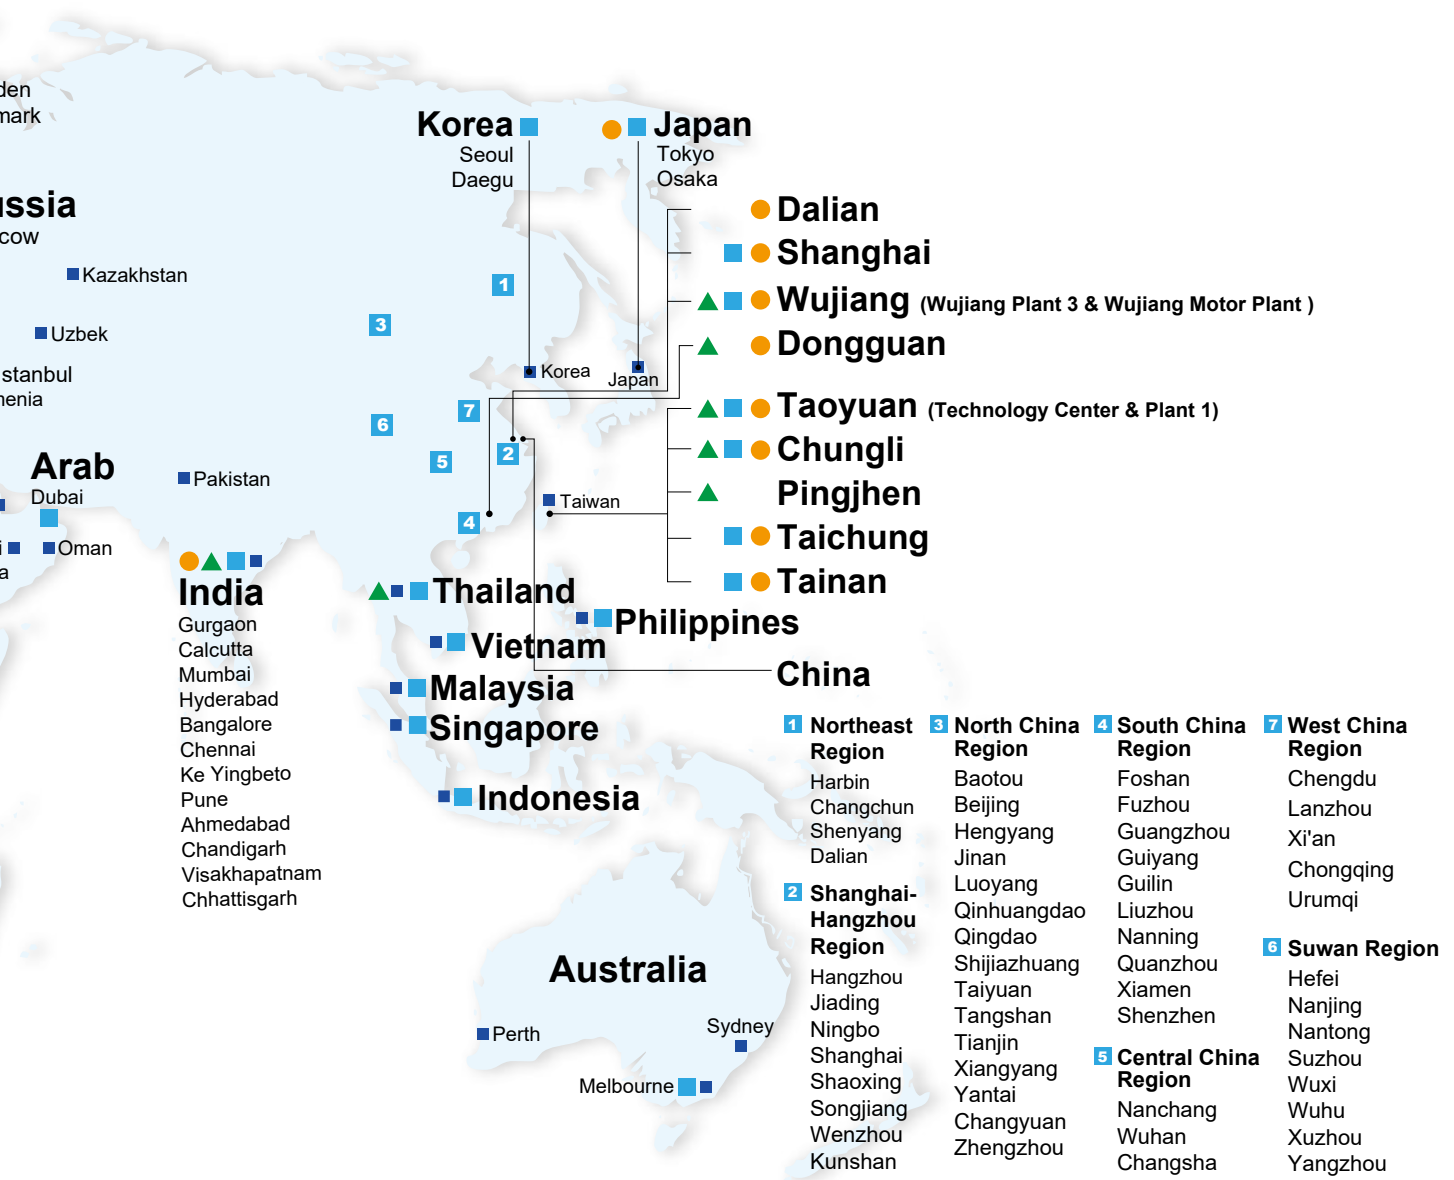 den
mark
Korea
Seoul
Daegu
Japan
Tokyo
Osaka
ussia
cow
Kazakhstan
Uzbek
stanbul
menia
Korea
Japan
Dalian
Shanghai
Wujiang (Wujiang Plant 3 & Wujiang Motor Plant )
Dongguan
Taoyuan (Technology Center & Plant 1)
Chungli
Pingjhen
Taichung
Tainan
1
3
7
6
2
5
4
Arab
Dubai
Pakistan
Taiwan
i
Oman
a
India
Gurgaon
Calcutta
Mumbai
Hyderabad
Bangalore
Chennai
Ke Yingbeto
Pune
Ahmedabad
Chandigarh
Visakhapatnam
Chhattisgarh
Thailand
Philippines
Vietnam
Malaysia
Singapore
Indonesia
Australia
Perth
Sydney
Melbourne
China
1 Northeast
Region
Harbin
Changchun
Shenyang
Dalian
2 Shanghai-
Hangzhou
Region
Hangzhou
Jiading
Ningbo
Shanghai
Shaoxing
Songjiang
Wenzhou
Kunshan
3 North China
Region
Baotou
Beijing
Hengyang
Jinan
Luoyang
Qinhuangdao
Qingdao
Shijiazhuang
Taiyuan
Tangshan
Tianjin
Xiangyang
Yantai
Changyuan
Zhengzhou
4 South China
Region
Foshan
Fuzhou
Guangzhou
Guiyang
Guilin
Liuzhou
Nanning
Quanzhou
Xiamen
Shenzhen
5 Central China
Region
Nanchang
Wuhan
Changsha
7 West China
Region
Chengdu
Lanzhou
Xi'an
Chongqing
Urumqi
6 Suwan Region
Hefei
Nanjing
Nantong
Suzhou
Wuxi
Wuhu
Xuzhou
Yangzhou